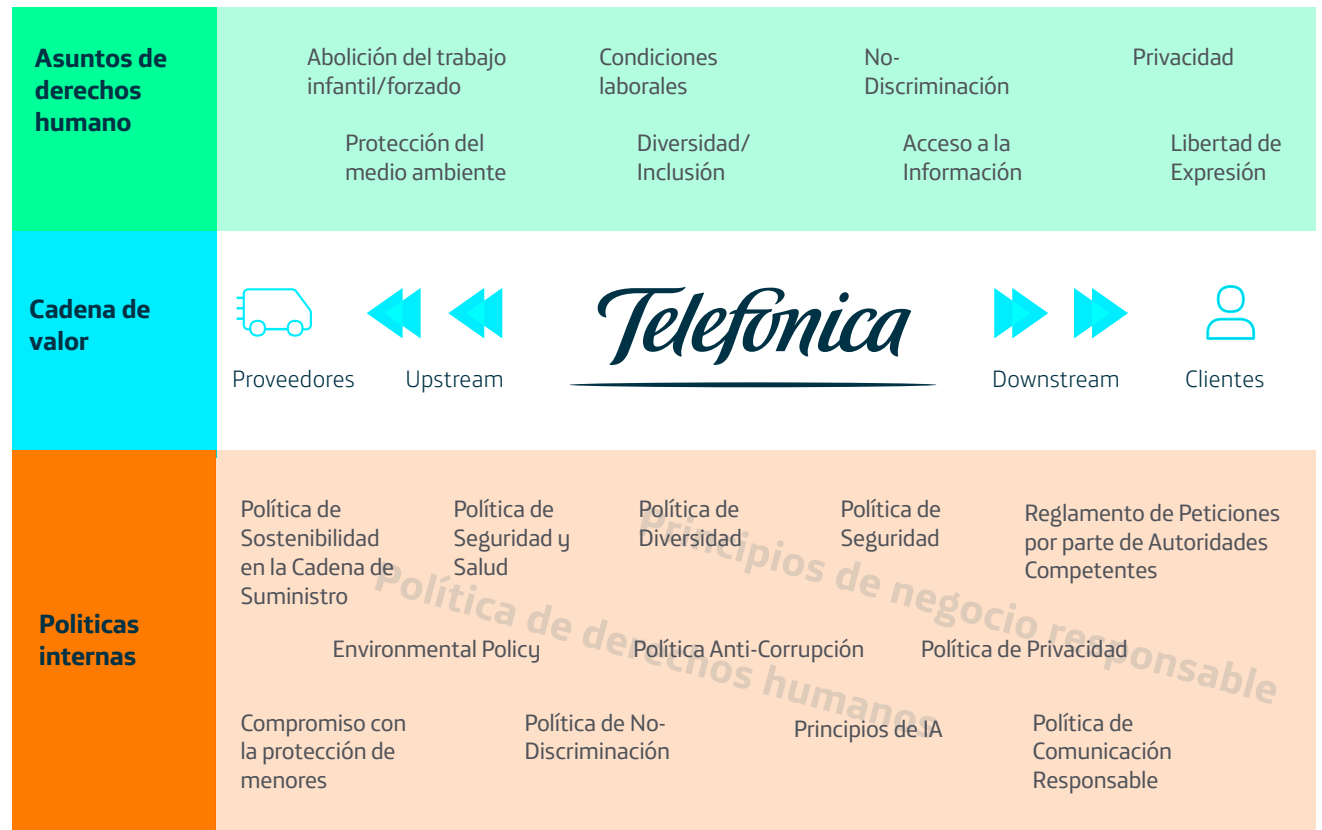 Asuntos de
derechos
humano
Abolición del trabajo
infantil/forzado
Condiciones
laborales
No-
Discriminación
Privacidad
Protección del
medio ambiente
Diversidad/
Inclusión
Acceso a la
Información
Libertad de
Expresión
Cadena de
valor
Proveedores
Upstream
Telefónica
Downstream
Clientes
Politicas
internas
Política de
Sostenibilidad
en la Cadena de
Suministro
Política de
Seguridad y
Salud
Política de
Diversidad
Política de
Seguridad
Reglamento de Peticiones
por parte de Autoridades
Competentes
Principios de negocio responsable
Política de derechos humanos
Environmental Policy
Política Anti-Corrupción
Política de Privacidad
Compromiso con
la protección de
menores
Política de No-
Discriminación
Principios de IA
Política de
Comunicación
Responsable